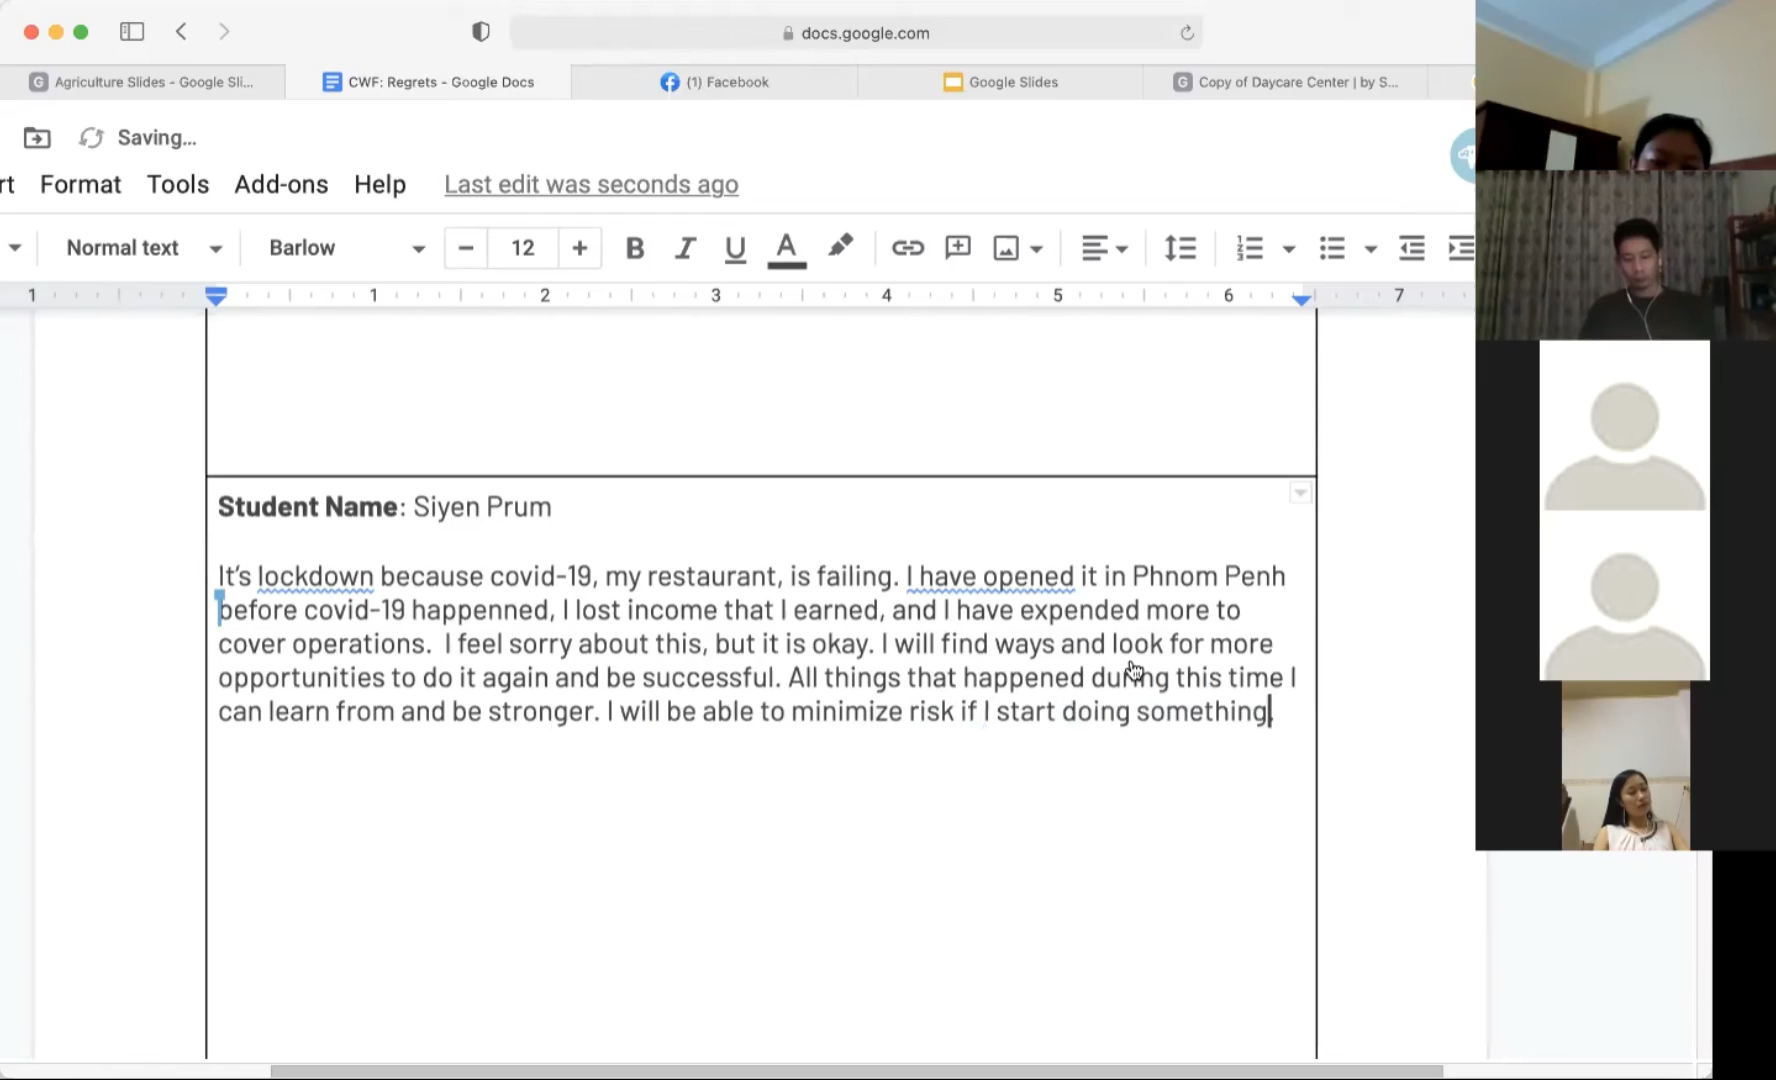 docs.google.com
Agriculture Slides - Google Sli...
CWF: Regrets - Google Docs
(1) Facebook
Google Slides
Copy of Daycare Center | by S...
Saving...
rt Format Tools Add-ons Help Last edit was seconds ago
Normal text Barlow 12 B I U A
1 1 2 3 4 5 6 7
Student Name: Siyen Prum
It's lockdown because covid-19, my restaurant, is failing. I have opened it in Phnom Penh
before covid-19 happenned, I lost income that I earned, and I have expended more to
cover operations. I feel sorry about this, but it is okay. I will find ways and look for more
opportunities to do it again and be successful. All things that happened during this time I
can learn from and be stronger. I will be able to minimize risk if I start doing something